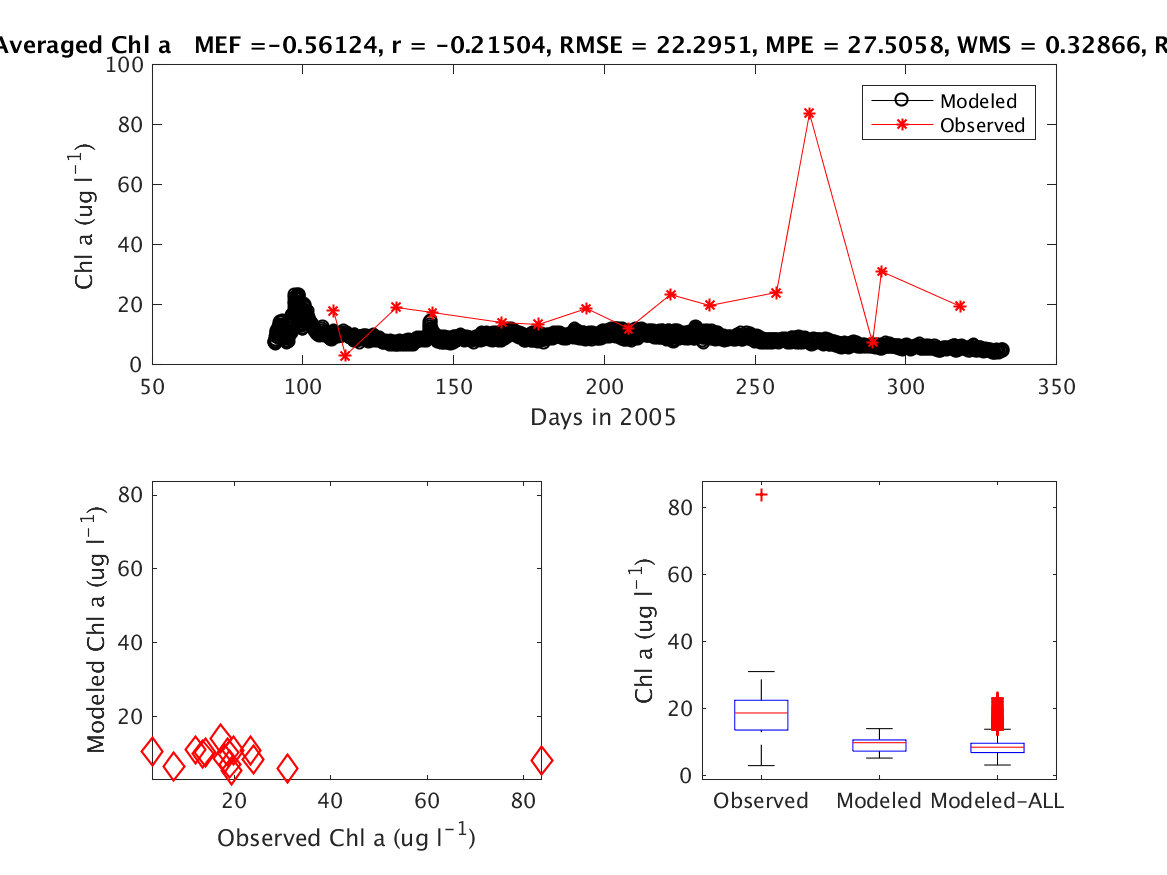 Averaged Chl a   MEF =-0.56124, r = -0.21504, RMSE = 22.2951, MPE = 27.5058, WMS = 0.32866, R
100
80
60
40
20
0
Chl a (ug l⁻¹)
Modeled
Observed
50 100 150 200 250 300 350
Days in 2005
80
60
40
20
Modeled Chl a (ug l⁻¹)
20 40 60 80
Observed Chl a (ug l⁻¹)
80
60
40
20
0
Chl a (ug l⁻¹)
Observed Modeled Modeled-ALL